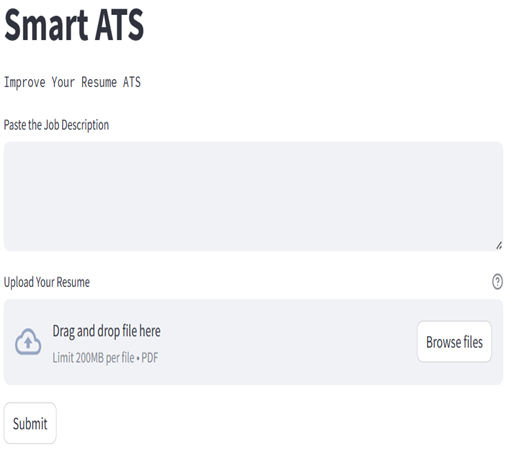 Smart ATS
Improve Your Resume ATS
Paste the Job Description
Upload Your Resume
Drag and drop file here
Limit 200MB per file • PDF
Browse files
Submit